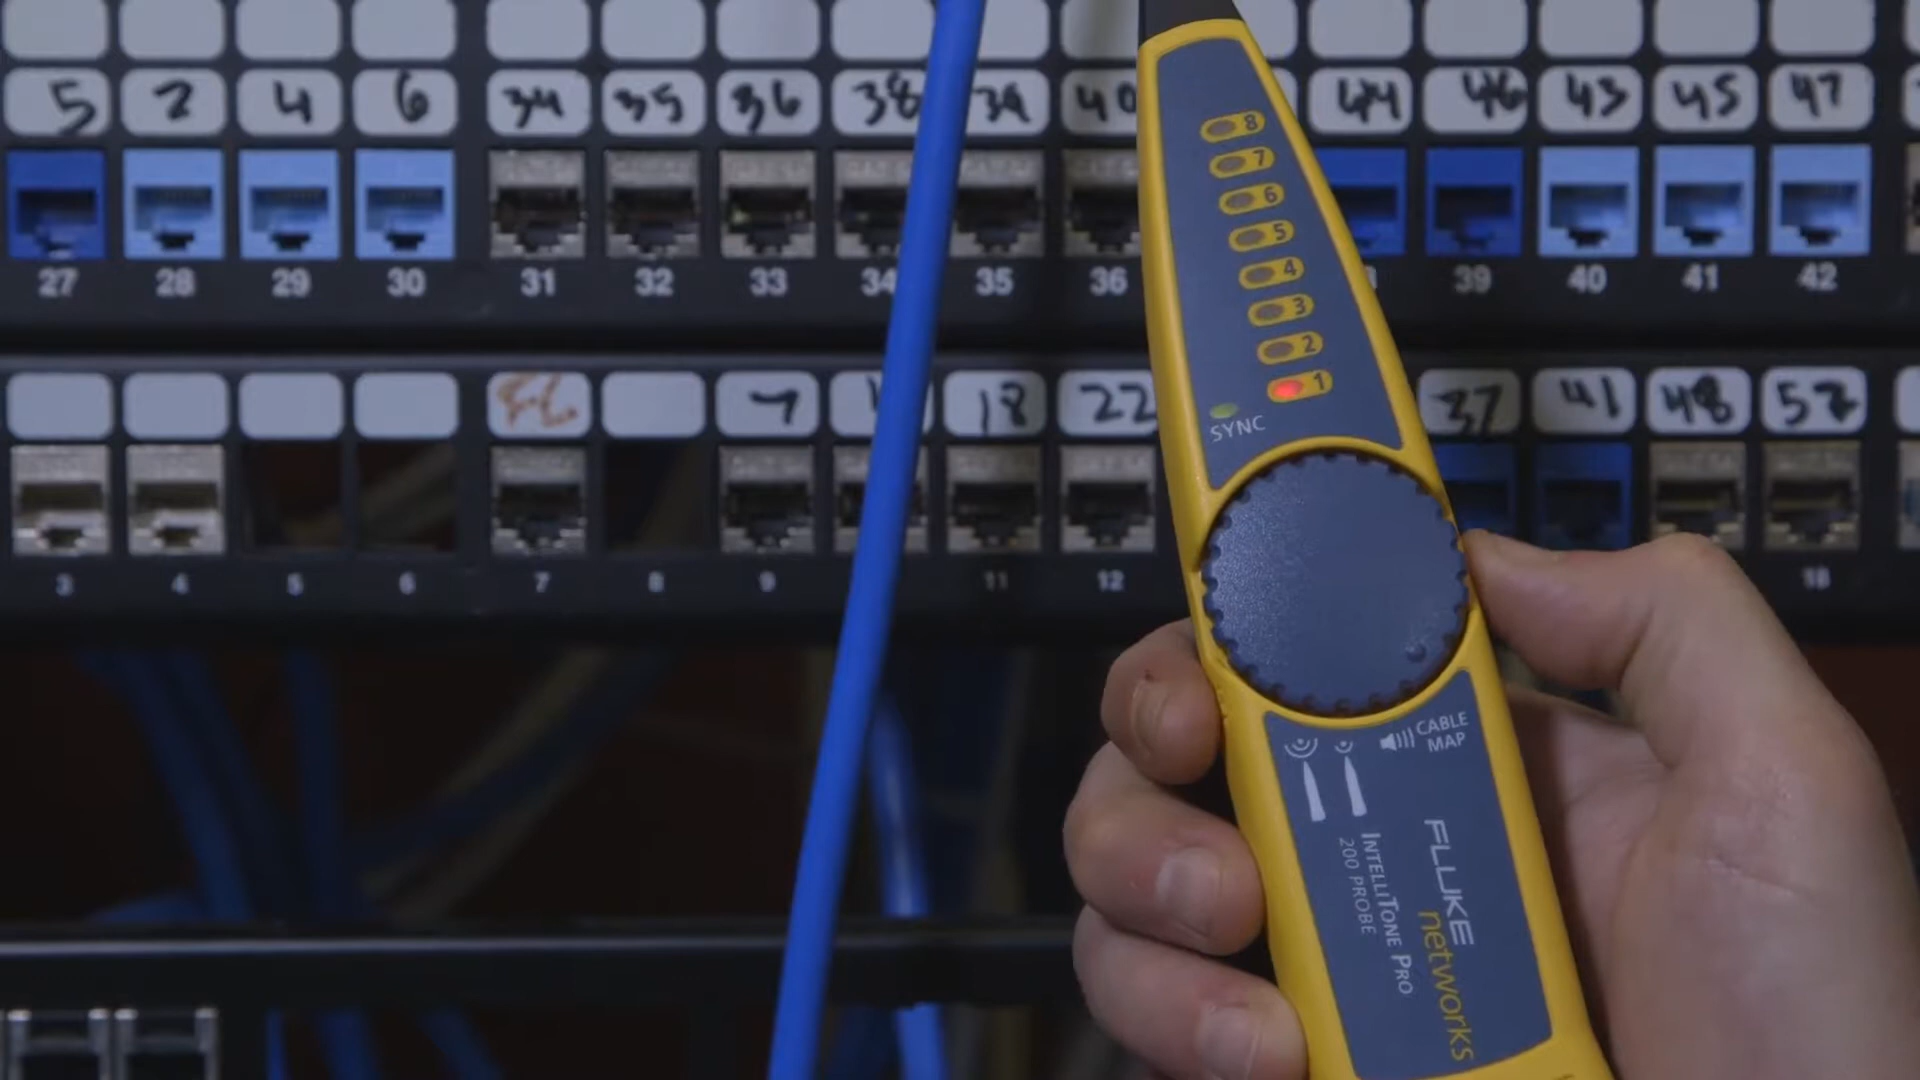 5 2 4 6 34 35 36 38 39 40 44 46 43 45 47
27 28 29 30 31 32 33 34 35 36 39 40 41 42
7 18 22 37 41 48 52
3 4 5 6 7 8 9 11 12 18
8
7
6
5
4
3
2
1
SYNC
CABLE
MAP
INTELLITONE PRO
200 PROBE
FLUKE
networks